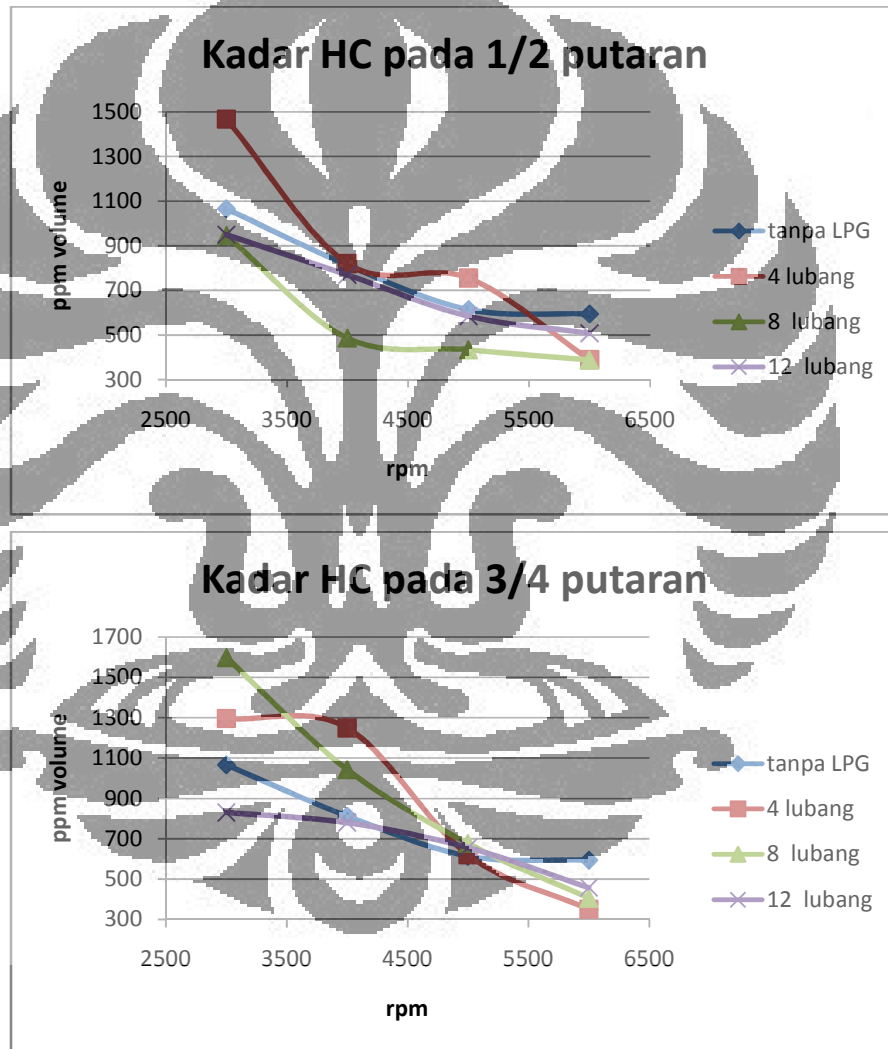 Kadar HC pada 1/2 putaran
1500
1300
1100
900
700
500
300
ppm volume
2500 3500 4500 5500 6500
rpm
tanpa LPG
4 lubang
8 lubang
12 lubang
Kadar HC pada 3/4 putaran
1700
1500
1300
1100
900
700
500
300
ppm volume
2500 3500 4500 5500 6500
rpm
tanpa LPG
4 lubang
8 lubang
12 lubang